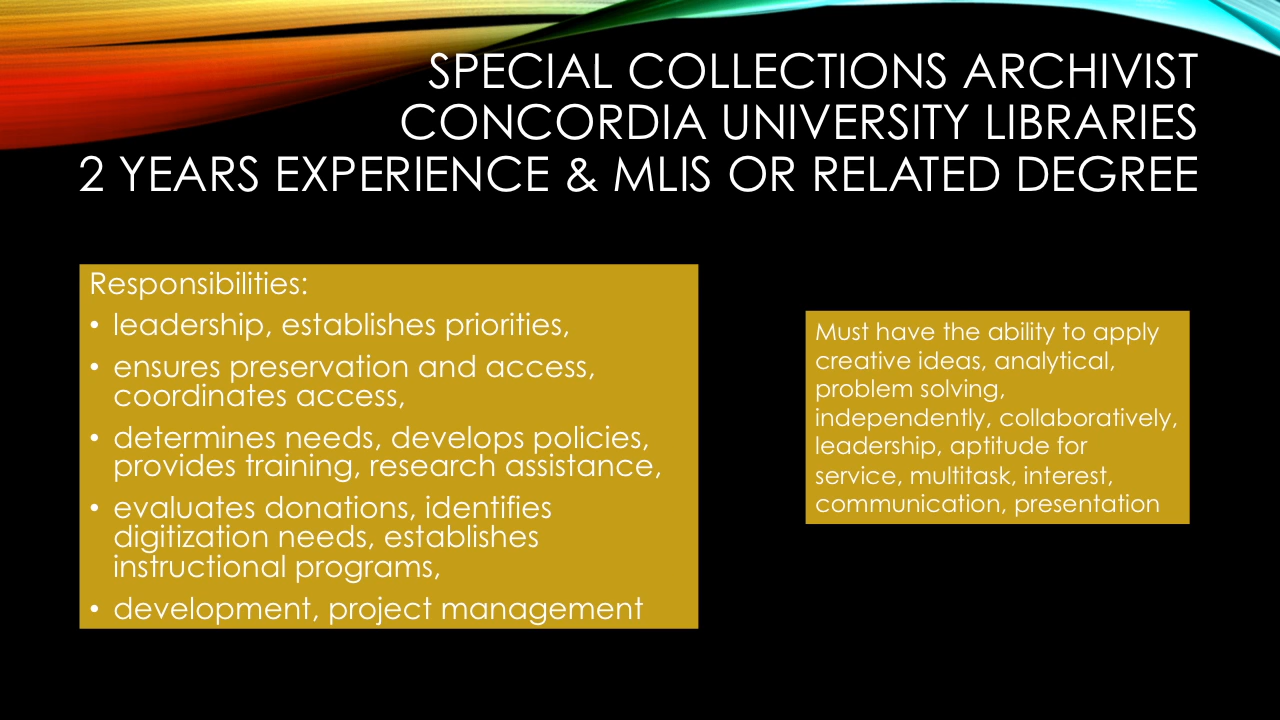 SPECIAL COLLECTIONS ARCHIVIST
CONCORDIA UNIVERSITY LIBRARIES
2 YEARS EXPERIENCE & MLIS OR RELATED DEGREE
Responsibilities:
• leadership, establishes priorities,
• ensures preservation and access,
coordinates access,
• determines needs, develops policies,
provides training, research assistance,
• evaluates donations, identifies
digitization needs, establishes
instructional programs,
• development, project management
Must have the ability to apply
creative ideas, analytical,
problem solving,
independently, collaboratively,
leadership, aptitude for
service, multitask, interest,
communication, presentation